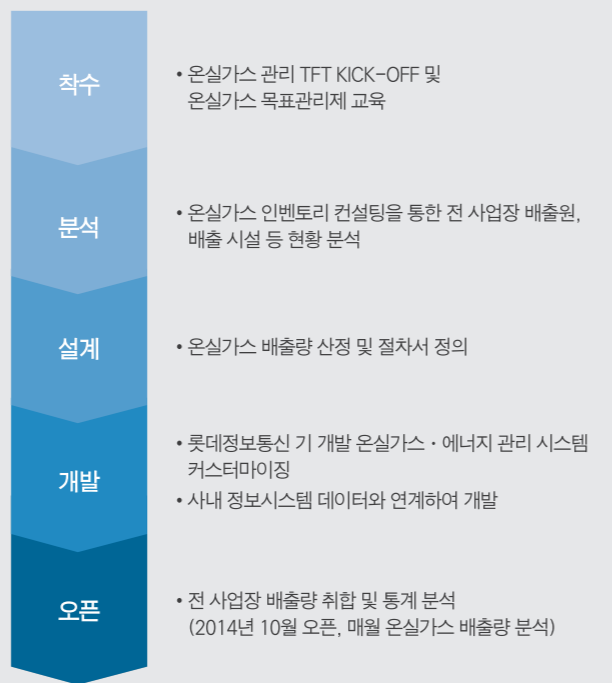 착수
• 온실가스 관리 TFT KICK-OFF 및
온실가스 목표관리제 교육
분석
• 온실가스 인벤토리 컨설팅을 통한 전 사업장 배출원,
배출 시설 등 현황 분석
설계
• 온실가스 배출량 산정 및 절차서 정의
개발
• 롯데정보통신 기 개발 온실가스 · 에너지 관리 시스템
커스터마이징
• 사내 정보시스템 데이터와 연계하여 개발
오픈
• 전 사업장 배출량 취합 및 통계 분석
(2014년 10월 오픈, 매월 온실가스 배출량 분석)